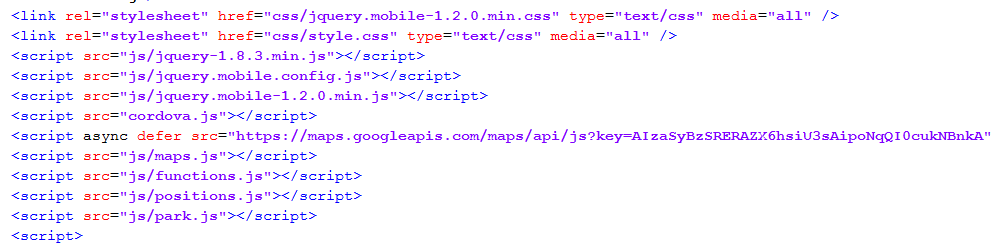 <link rel="stylesheet" href="css/jquery.mobile-1.2.0.min.css" type="text/css" media="all" />
<link rel="stylesheet" href="css/style.css" type="text/css" media="all" />
<script src="js/jquery-1.8.3.min.js"></script>
<script src="js/jquery.mobile.config.js"></script>
<script src="js/jquery.mobile-1.2.0.min.js"></script>
<script src="cordova.js"></script>
<script async defer src="https://maps.googleapis.com/maps/api/js?key=AIzaSyBzSRERAZX6hsiU3sAipoNqQI0cukNBnkA"
<script src="js/maps.js"></script>
<script src="js/functions.js"></script>
<script src="js/positions.js"></script>
<script src="js/park.js"></script>
<script>